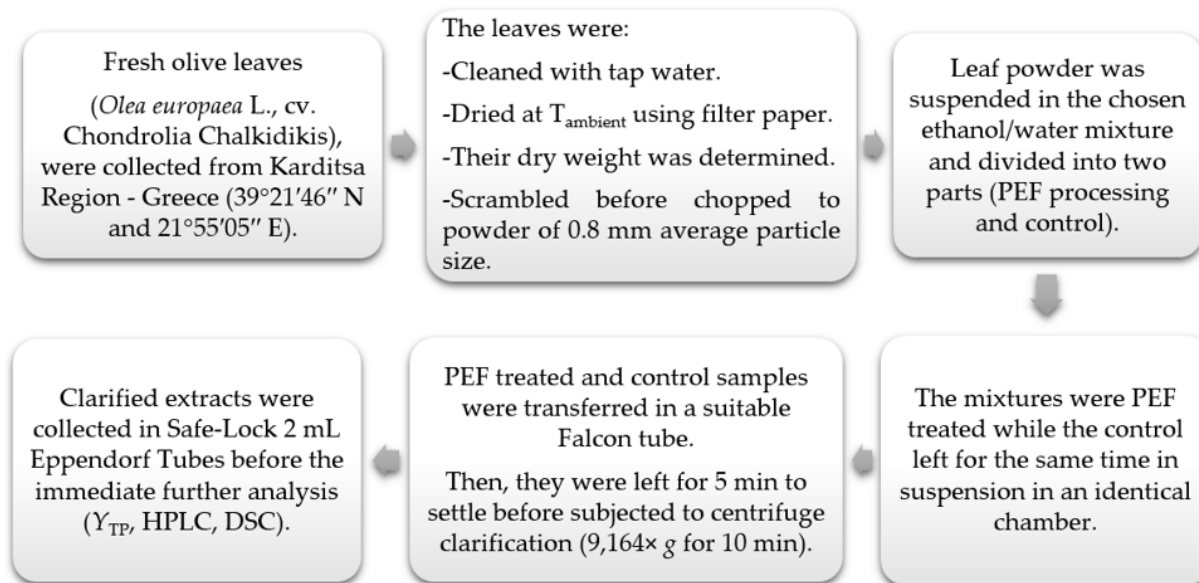 Fresh olive leaves
(Olea europaea L., cv.
Chondrolia Chalkidikis),
were collected from Karditsa
Region - Greece (39°21′46″ N
and 21°55′05″ E).
The leaves were:
-Cleaned with tap water.
-Dried at Tambient using filter paper.
-Their dry weight was determined.
-Scrambled before chopped to
powder of 0.8 mm average particle
size.
Leaf powder was
suspended in the chosen
ethanol/water mixture
and divided into two
parts (PEF processing
and control).
The mixtures were PEF
treated while the control
left for the same time in
suspension in an identical
chamber.
PEF treated and control samples
were transferred in a suitable
Falcon tube.
Then, they were left for 5 min to
settle before subjected to centrifuge
clarification (9,164× g for 10 min).
Clarified extracts were
collected in Safe-Lock 2 mL
Eppendorf Tubes before the
immediate further analysis
(YTP, HPLC, DSC).